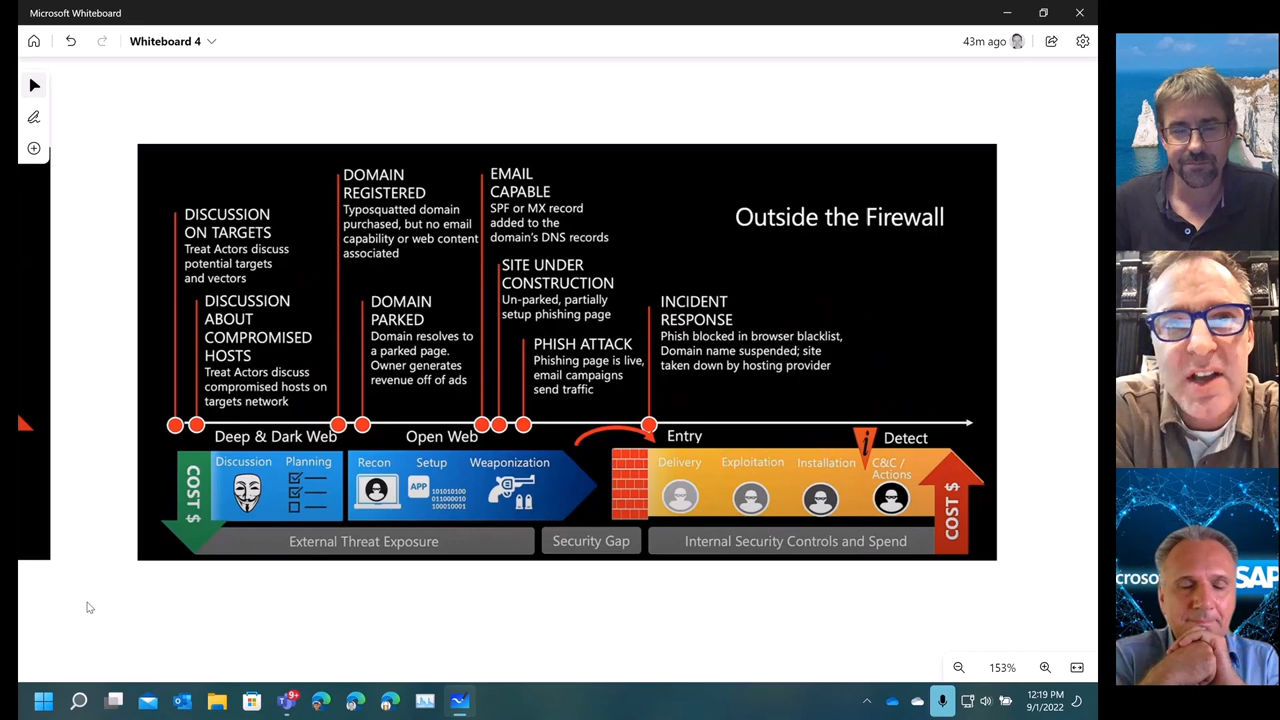 Microsoft Whiteboard
Whiteboard 4
43m ago
Outside the Firewall
DISCUSSION
ON TARGETS
Treat Actors discuss
potential targets
and vectors
DISCUSSION
ABOUT
COMPROMISED
HOSTS
Treat Actors discuss
compromised hosts on
targets network
DOMAIN
REGISTERED
Typosquatted domain
purchased, but no email
capability or web content
associated
DOMAIN
PARKED
Domain resolves to
a parked page.
Owner generates
revenue off of ads
EMAIL
CAPABLE
SPF or MX record
added to the
domain's DNS records
SITE UNDER
CONSTRUCTION
Un-parked, partially
setup phishing page
PHISH ATTACK
Phishing page is live,
email campaigns
send traffic
INCIDENT
RESPONSE
Phish blocked in browser blacklist,
Domain name suspended; site
taken down by hosting provider
Deep & Dark Web
Open Web
Entry
Detect
i
COST $
Discussion
Planning
Recon
Setup
Weaponization
APP
101010100
011000010
100010001
Delivery
Exploitation
Installation
C&C /
Actions
COST $
External Threat Exposure
Security Gap
Internal Security Controls and Spend
153%
9+
12:19 PM
9/1/2022
croso
SAP